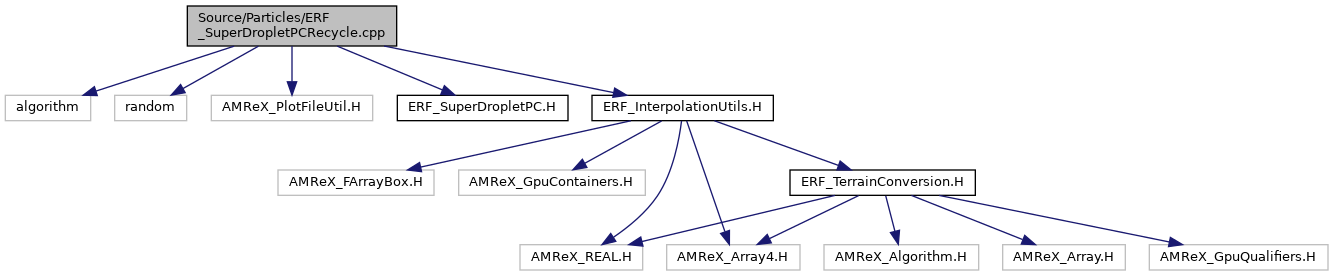 Source/Particles/ERF
_SuperDropletPCRecycle.cpp
algorithm
random
AMReX_PlotFileUtil.H
ERF_SuperDropletPC.H
ERF_InterpolationUtils.H
AMReX_FArrayBox.H
AMReX_GpuContainers.H
ERF_TerrainConversion.H
AMReX_REAL.H
AMReX_Array4.H
AMReX_Algorithm.H
AMReX_Array.H
AMReX_GpuQualifiers.H